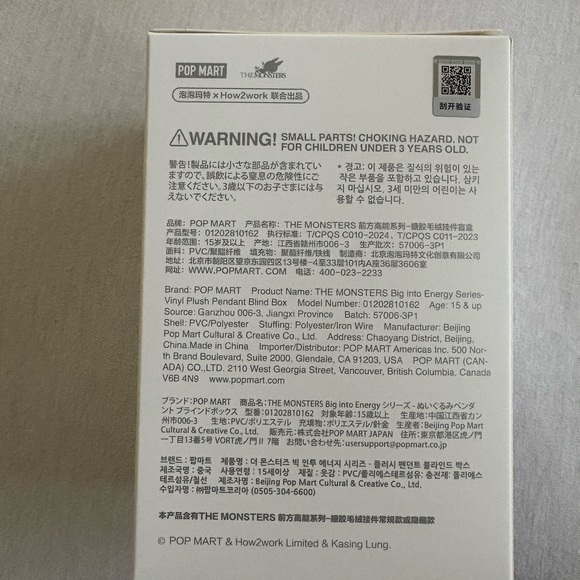 POP MART THE MONSTERS
泡泡玛特×How2work 联合出品
刮开验证
WARNING! SMALL PARTS! CHOKING HAZARD. NOT
FOR CHILDREN UNDER 3 YEARS OLD.
警告!製品には小さな部品が含まれてい
ますので、誤飲による窒息の危険性にご
注意ください。3歳以下のお子さまには与
えないでください。
* 경고: 이 제품은 질식의 위험이 있는
작은 부품을 포함하고 있습니다. 삼키
지 마십시오. 3세 미만의 어린이는 사
용할 수 없습니다.
品牌: POP MART 产品名称: THE MONSTERS 前方高能系列-搪胶毛绒挂件盲盒
产品型号: 01202810162 执行标准: T/CPQS C010-2024、T/CPQS C011-2023
年龄范围: 15岁及以上 产地: 江西省赣州市006-3 生产批次: 57006-3P1
面料: PVC/聚酯纤维 填充物: 聚酯纤维/铁线 制造商: 北京泡泡玛特文化创意有限公司
地址: 北京市朝阳区望京东园四区13号楼-4至33层101内A座36层3606室
网址: WWW.POPMART.COM 电话: 400-023-2233
Brand: POP MART Product Name: THE MONSTERS Big into Energy Series-
Vinyl Plush Pendant Blind Box Model Number: 01202810162 Age: 15 & up
Source: Ganzhou 006-3, Jiangxi Province Batch: 57006-3P1
Shell: PVC/Polyester Stuffing: Polyester/Iron Wire Manufacturer: Beijing
Pop Mart Cultural & Creative Co., Ltd. Address: Chaoyang District, Beijing,
China.Made in China Importer/Distributor: POP MART Americas Inc. 500 Nor-
th Brand Boulevard, Suite 2000, Glendale, CA 91203, USA POP MART (CAN-
ADA) CO.,LTD. 2110 West Georgia Street, Vancouver, British Columbia, Canada
V6B 4N9 www.popmart.com
ブランド: POP MART 商品名: THE MONSTERS Big into Energy シリーズ - ぬいぐるみペンダ
ント ブラインドボックス 型番: 01202810162 対象年齢: 15歳以上 生産地: 中国江西省カン
州市006-3 生地: PVC/ポリエステル 充填物: ポリエステル/針金 生産者名: Beijing Pop Mart
Cultural & Creative Co., Ltd. 販売元: 株式会社POP MART JAPAN 住所: 東京都港区虎ノ門
一丁目13番5号 VORT虎ノ門Ⅱ 7階 お問い合わせ先: usersupport@popmart.co.jp
브랜드 : 팝마트 제품명 : 더 몬스터즈 빅 인투 에너지 시리즈 - 플러시 펜던트 블라인드 박스
제조국명 : 중국 사용연령 : 15세이상 재질 : 옷감 : PVC/폴리에스테르섬유; 충전재: 폴리에스
테르섬유/철선 제조자명 : Beijing Pop Mart Cultural & Creative Co., Ltd.
수입자명 : ㈜팝마트코리아 (0505-304-6600)
本产品含有THE MONSTERS 前方高能系列-搪胶毛绒挂件常规款或隐藏款
© POP MART & How2work Limited & Kasing Lung.